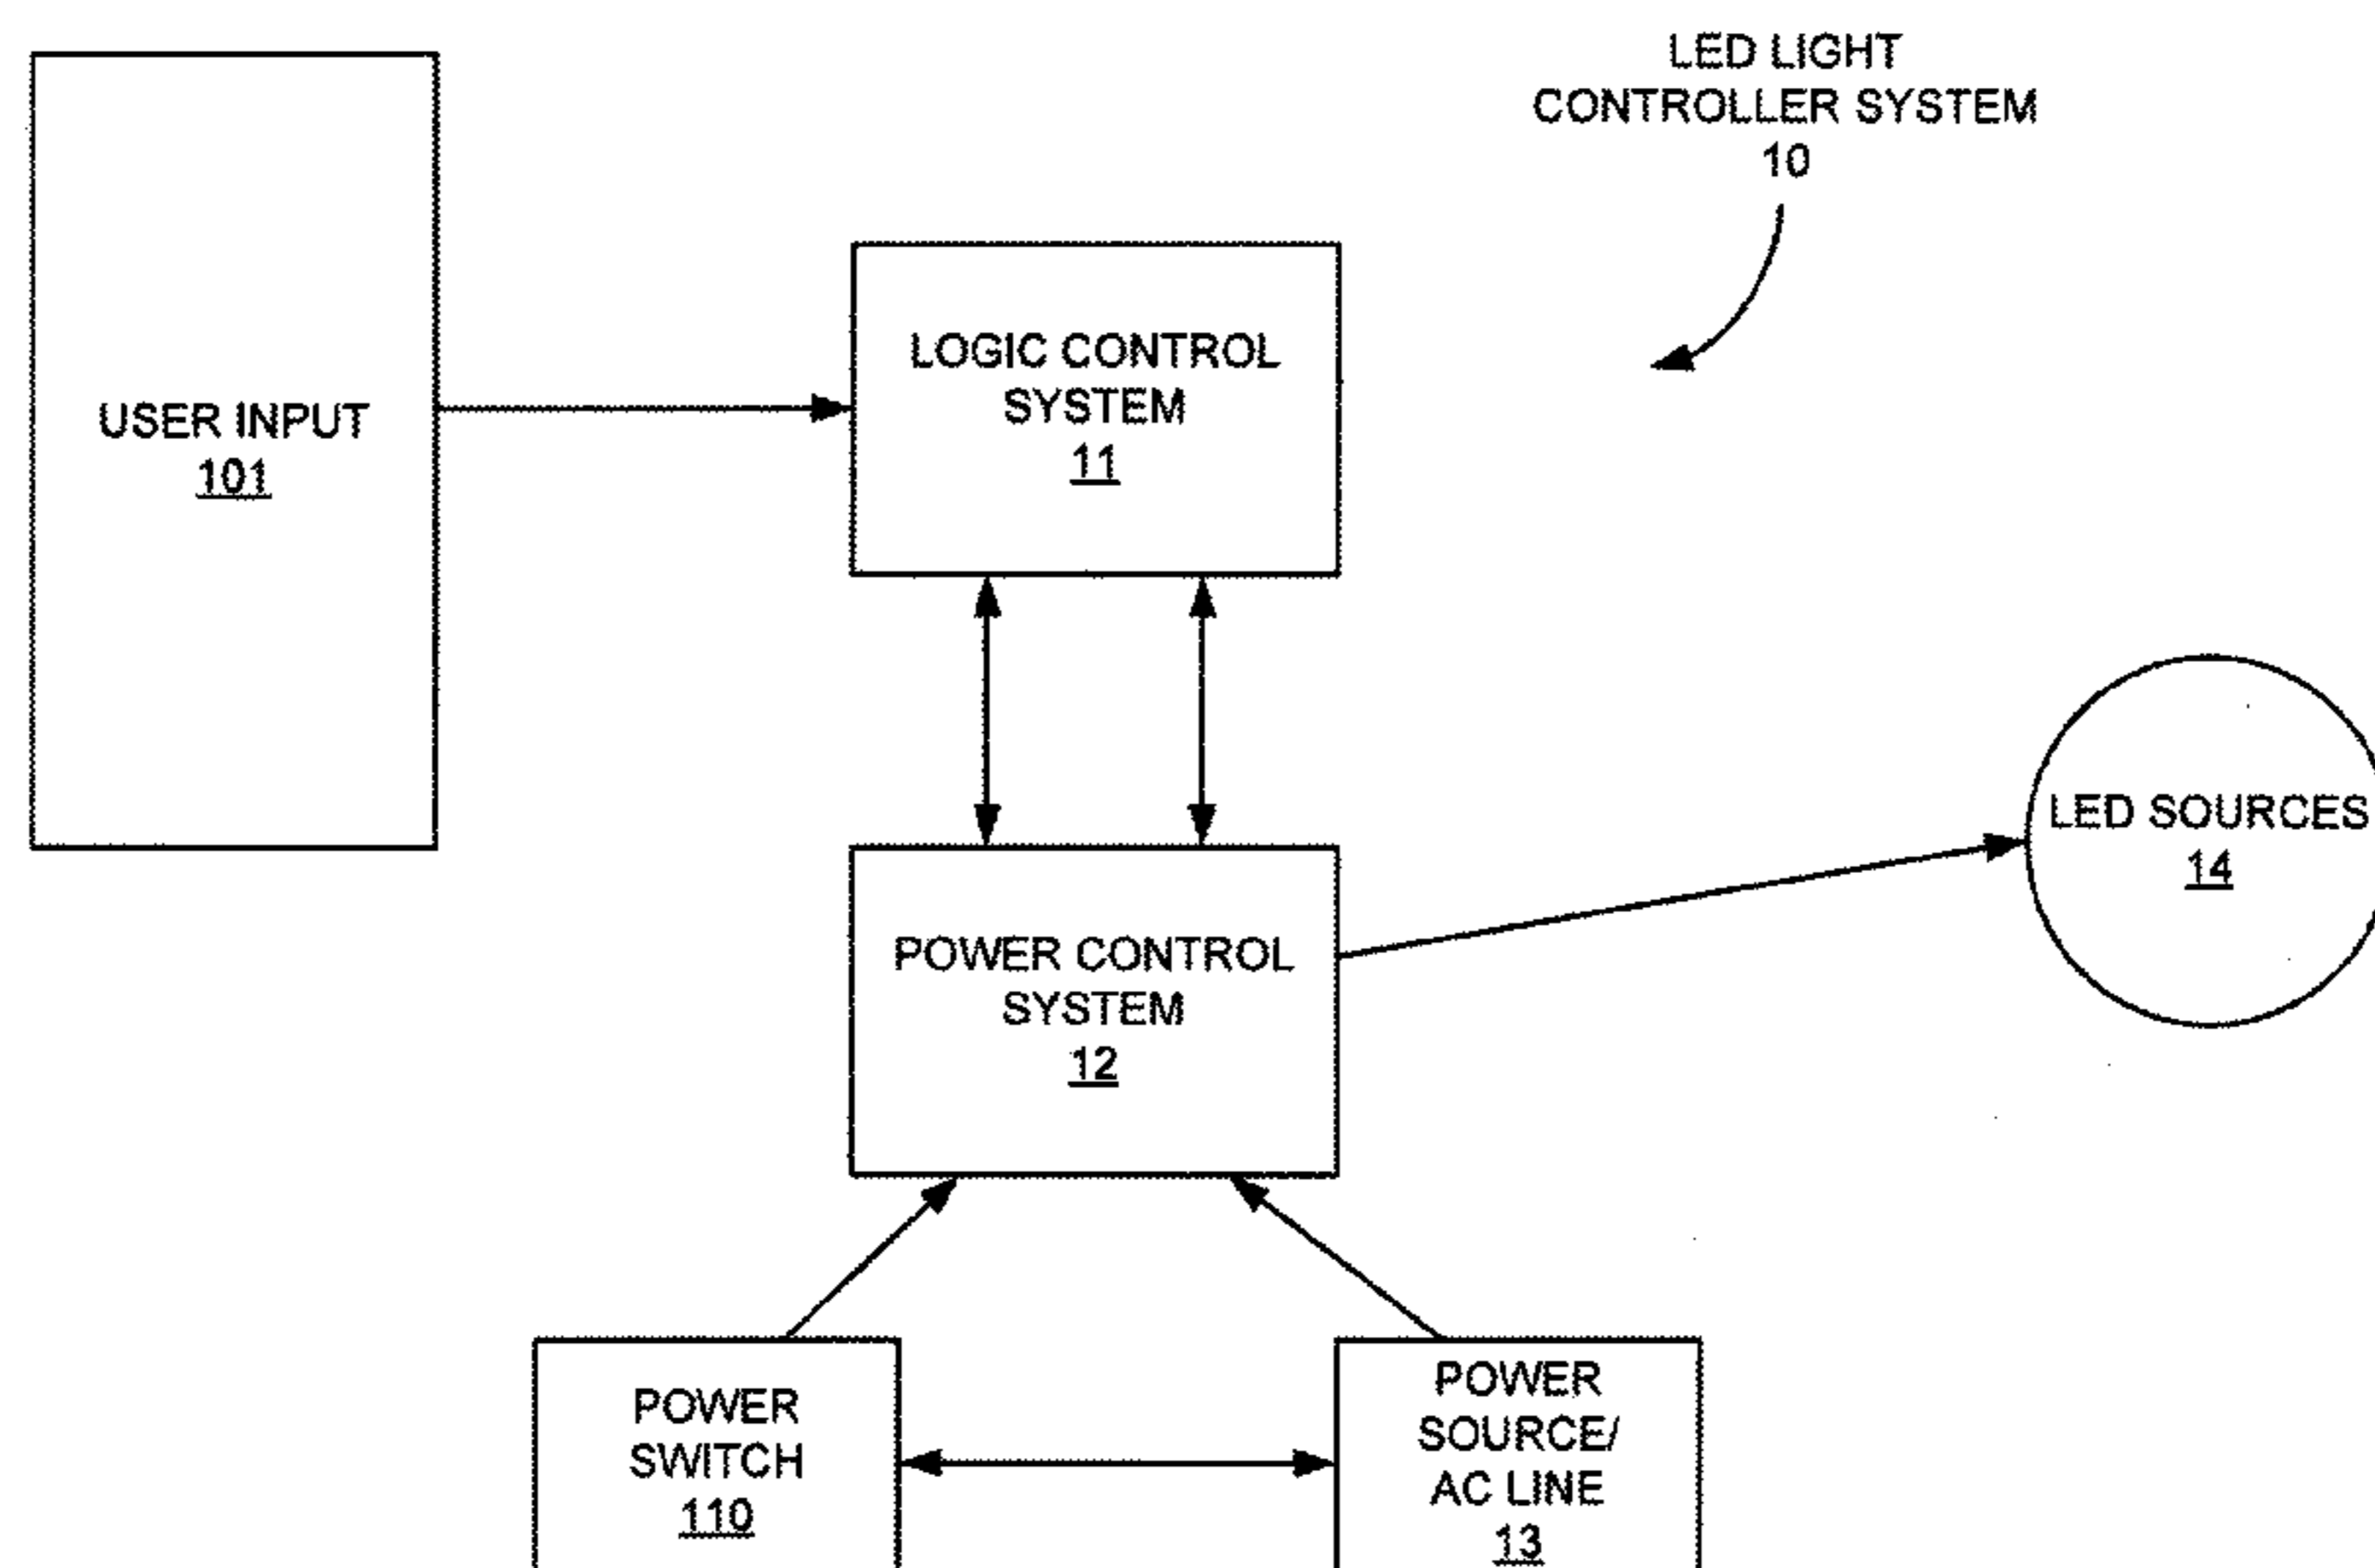 LED LIGHT
CONTROLLER SYSTEM
10
USER INPUT
101
LOGIC CONTROL
SYSTEM
11
LED SOURCES
14
POWER CONTROL
SYSTEM
12
POWER
SWITCH
110
POWER
SOURCE/
AC LINE
13